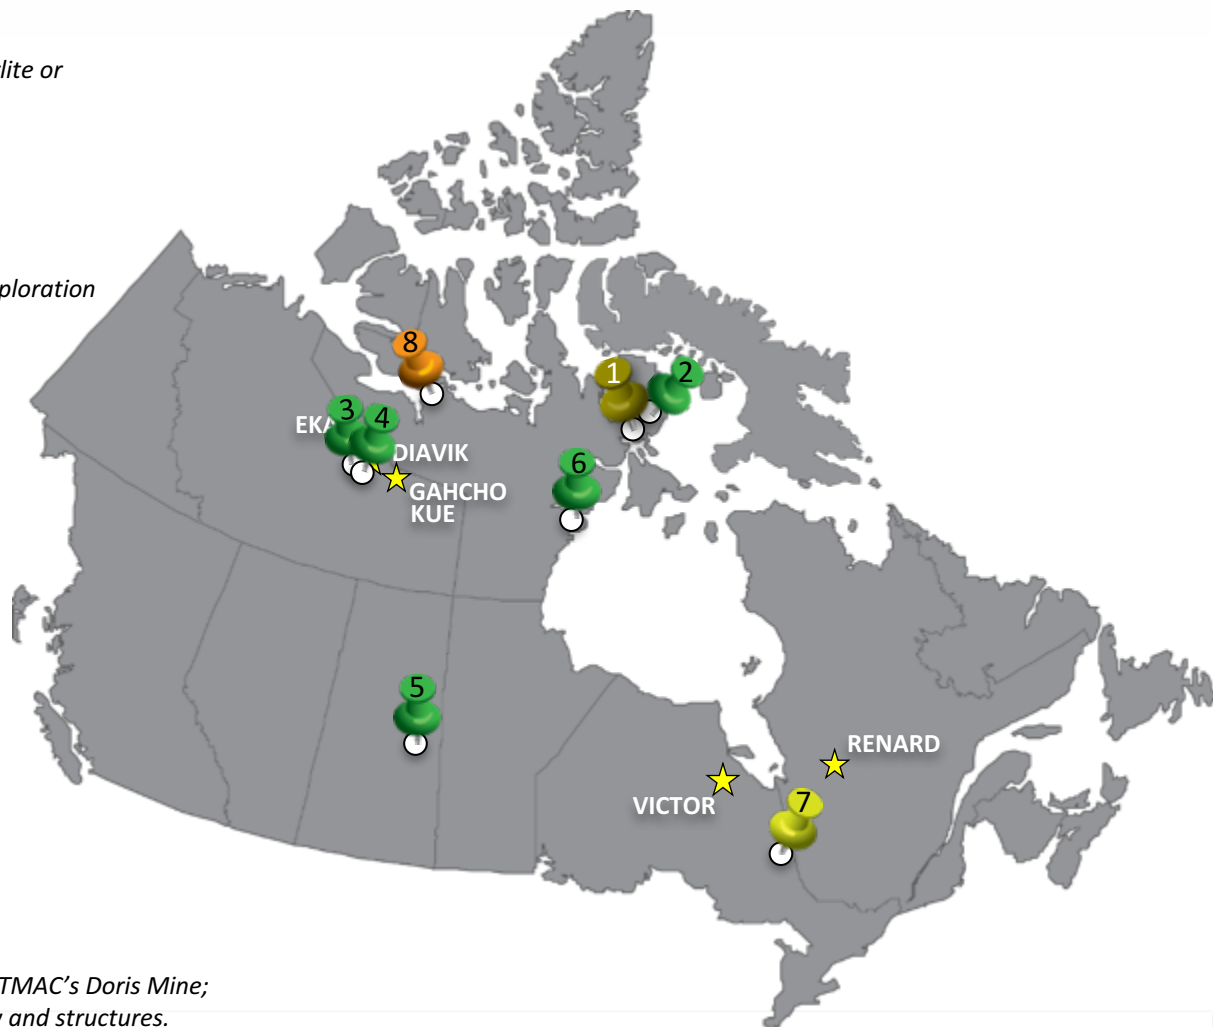 lite or
ploration
8
1
2
3
4
EKA
DIAVIK
6
GAHCHO
KUE
5
RENARD
VICTOR
7
TMAC's Doris Mine;
and structures.